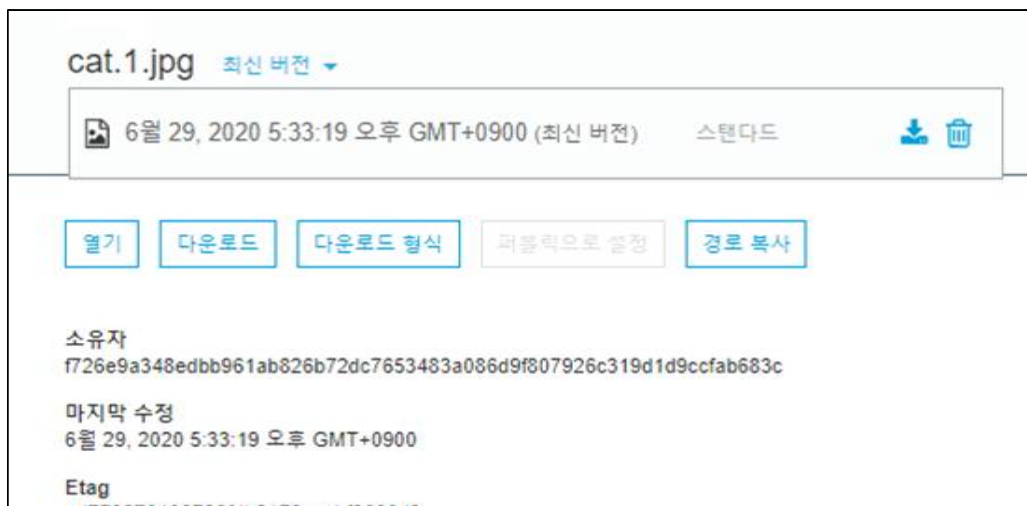 cat.1.jpg 최신 버전
6월 29, 2020 5:33:19 오후 GMT+0900 (최신 버전) 스탠다드
열기 다운로드 다운로드 형식 퍼블릭으로 설정 경로 복사
소유자
f726e9a348edbb961ab826b72dc7653483a086d9f807926c319d1d9ccfab683c
마지막 수정
6월 29, 2020 5:33:19 오후 GMT+0900
Etag